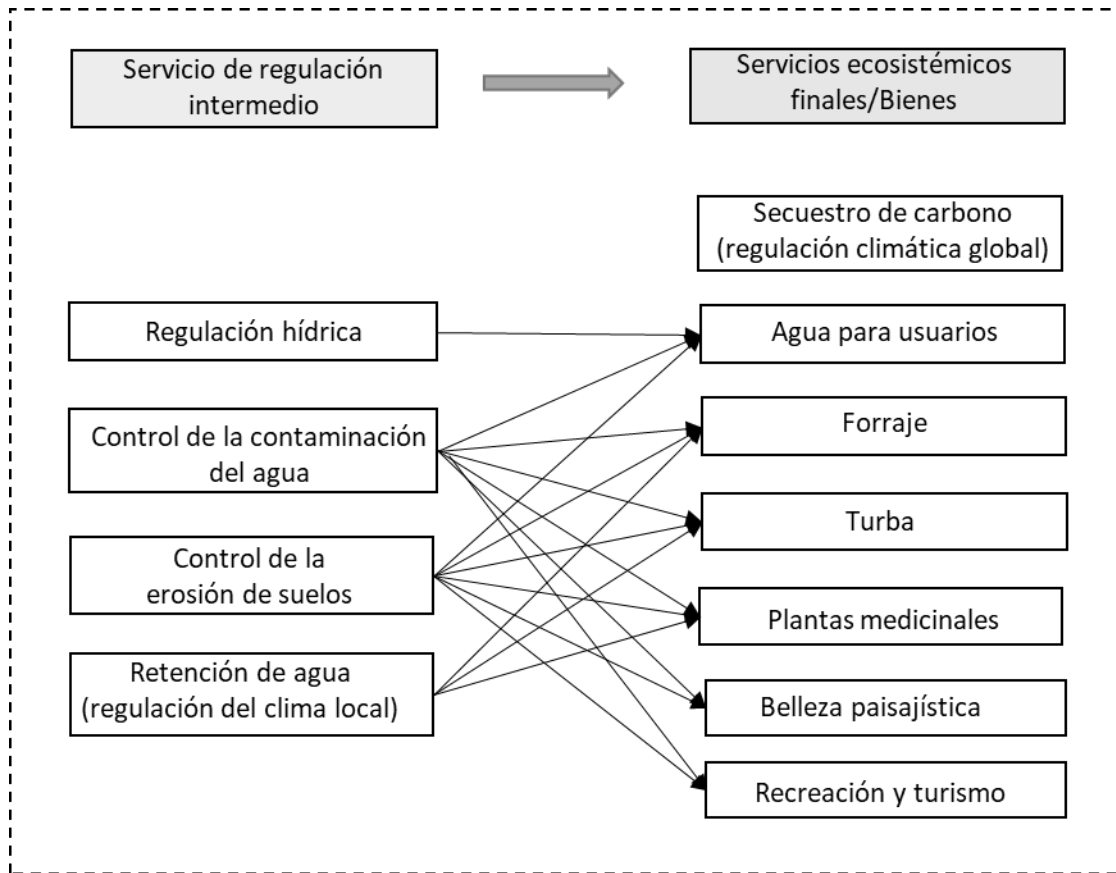 Servicio de regulación
intermedio
Servicios ecosistémicos
finales/Bienes
Secuestro de carbono
(regulación climática global)
Regulación hídrica
Agua para usuarios
Control de la contaminación
del agua
Forraje
Turba
Control de la
erosión de suelos
Plantas medicinales
Retención de agua
(regulación del clima local)
Belleza paisajística
Recreación y turismo